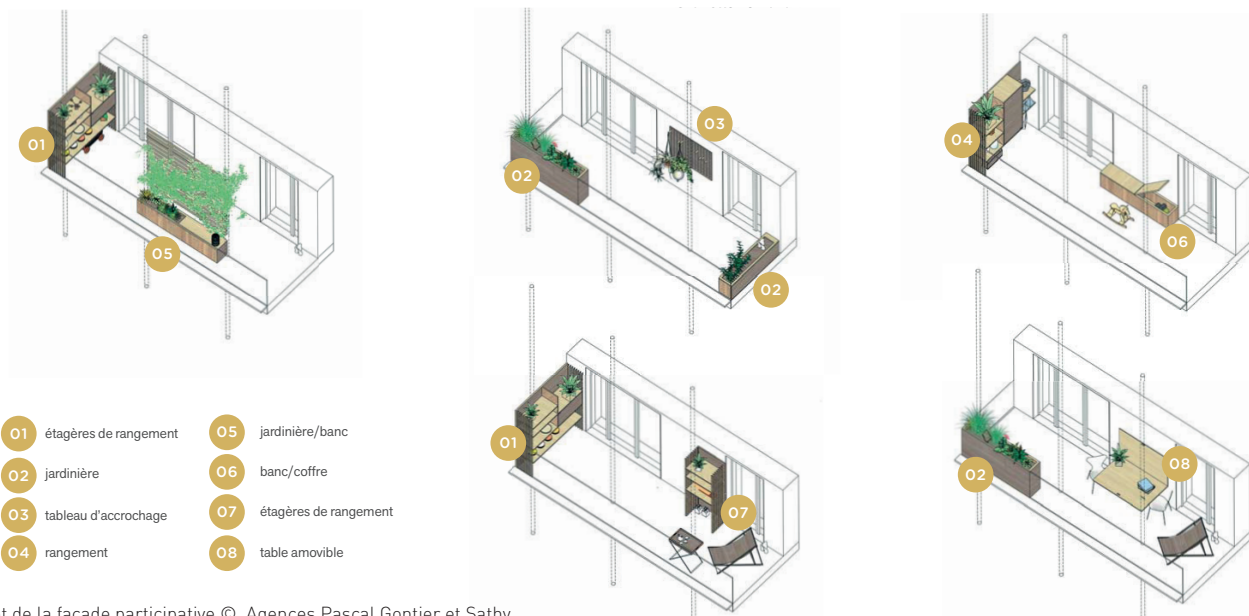 01
05
03
02
02
04
06
01
07
02
08
01 étagères de rangement
02 jardinière
03 tableau d'accrochage
04 rangement
05 jardinière/banc
06 banc/coffre
07 étagères de rangement
08 table amovible
de la façade participative © Agences Pascal Gontier et Sathy